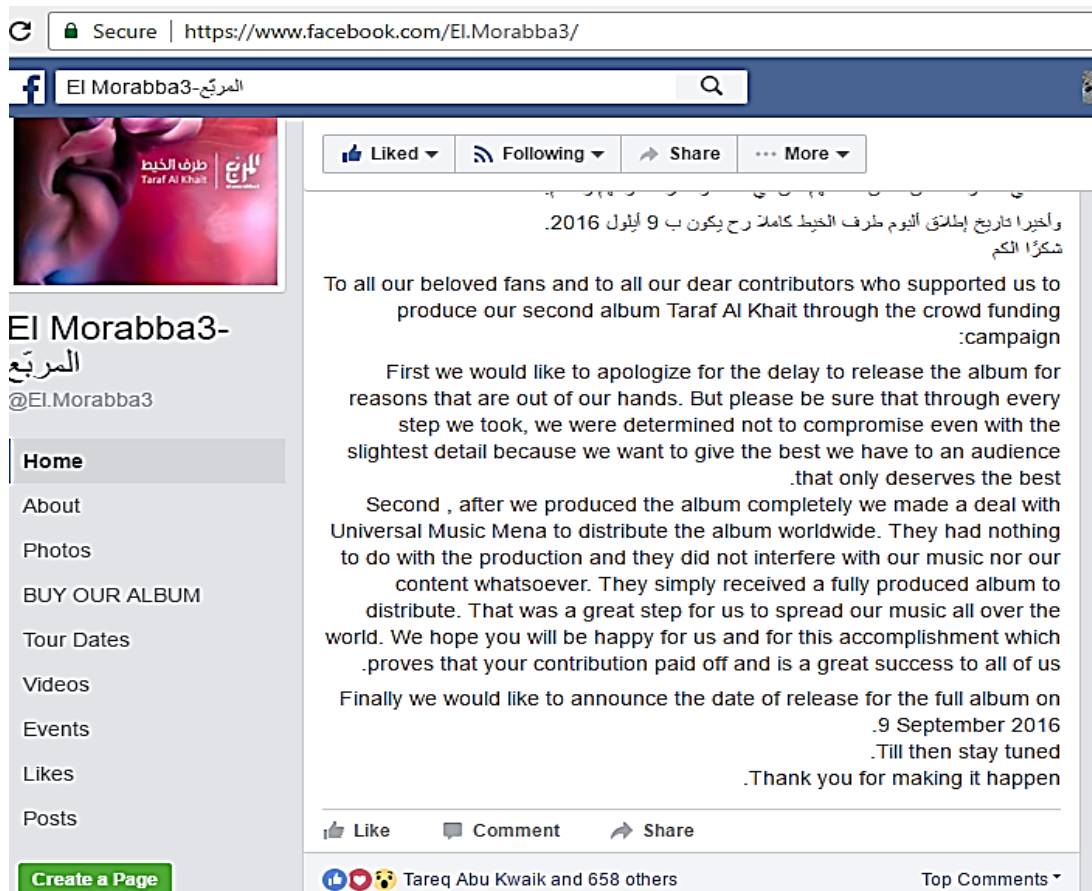 Secure | https://www.facebook.com/El.Morabba3/
f El Morabba3-المربّع
طرف الخيط
Taraf Al Khait
المربع
El Morabba3-
المربّع
@El.Morabba3
Home
About
Photos
BUY OUR ALBUM
Tour Dates
Videos
Events
Likes
Posts
Create a Page
Liked
Following
Share
More
وأخيرا تاريخ إطلاق ألبوم طرف الخيط كاملا رح يكون ب 9 أيلول 2016.
شكرًا الكم
To all our beloved fans and to all our dear contributors who supported us to
produce our second album Taraf Al Khait through the crowd funding
:campaign
First we would like to apologize for the delay to release the album for
reasons that are out of our hands. But please be sure that through every
step we took, we were determined not to compromise even with the
slightest detail because we want to give the best we have to an audience
.that only deserves the best
Second , after we produced the album completely we made a deal with
Universal Music Mena to distribute the album worldwide. They had nothing
to do with the production and they did not interfere with our music nor our
content whatsoever. They simply received a fully produced album to
distribute. That was a great step for us to spread our music all over the
world. We hope you will be happy for us and for this accomplishment which
.proves that your contribution paid off and is a great success to all of us
Finally we would like to announce the date of release for the full album on
.9 September 2016
.Till then stay tuned
.Thank you for making it happen
Like
Comment
Share
Tareq Abu Kwaik and 658 others
Top Comments